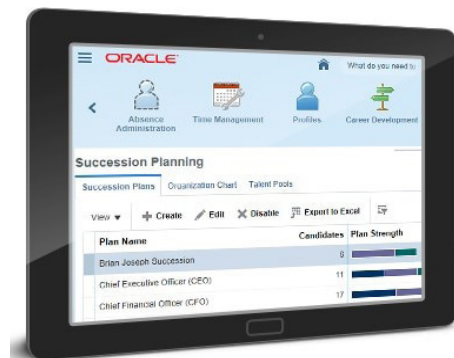 ORACLE
What do you need to
Absence
Administration
Time Management
Profiles
Career Development
Succession Planning
Succession Plans
Organization Chart
Talent Pools
View
Create
Edit
Disable
Export to Excel
Plan Name
Candidates
Plan Strength
Brian Joseph Succession
6
Chief Executive Officer (CEO)
11
Chief Financial Officer (CFO)
17